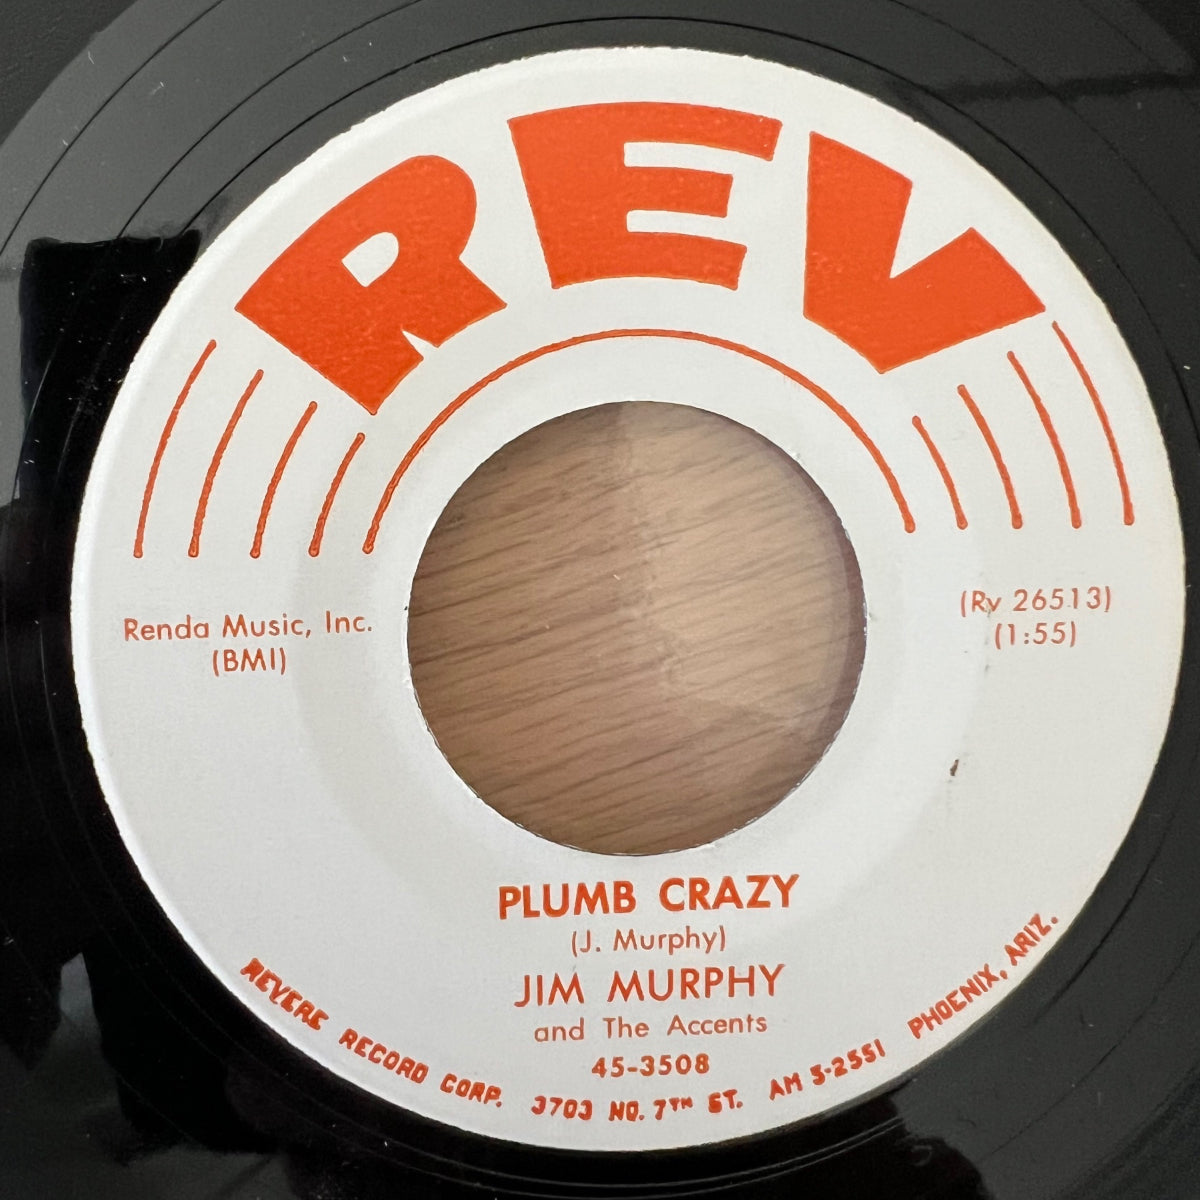 REV
Renda Music, Inc.
(BMI)
(Rv 26513)
(1:55)
PLUMB CRAZY
(J. Murphy)
JIM MURPHY
and The Accents
45-3508
REVERE RECORD CORP. 3703 NO. 7TH ST. AM 5-2551 PHOENIX, ARIZ.